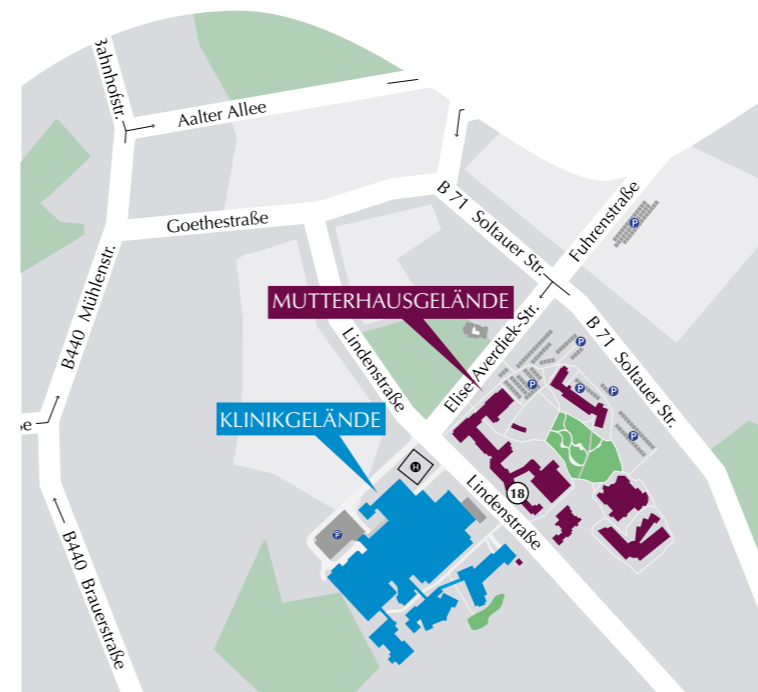 Bahnhofstr.
Aalter Allee
Goethestraße
B 71 Soltauer Str.
Fuhrenstraße
P
MUTTERHAUSGELÄNDE
B440 Mühlenstr.
Elise-Averdiek-Str.
B 71 Soltauer Str.
P
P
P
P
P
Lindenstraße
KLINIKGELÄNDE
H
18
Lindenstraße
P
B440 Brauerstraße